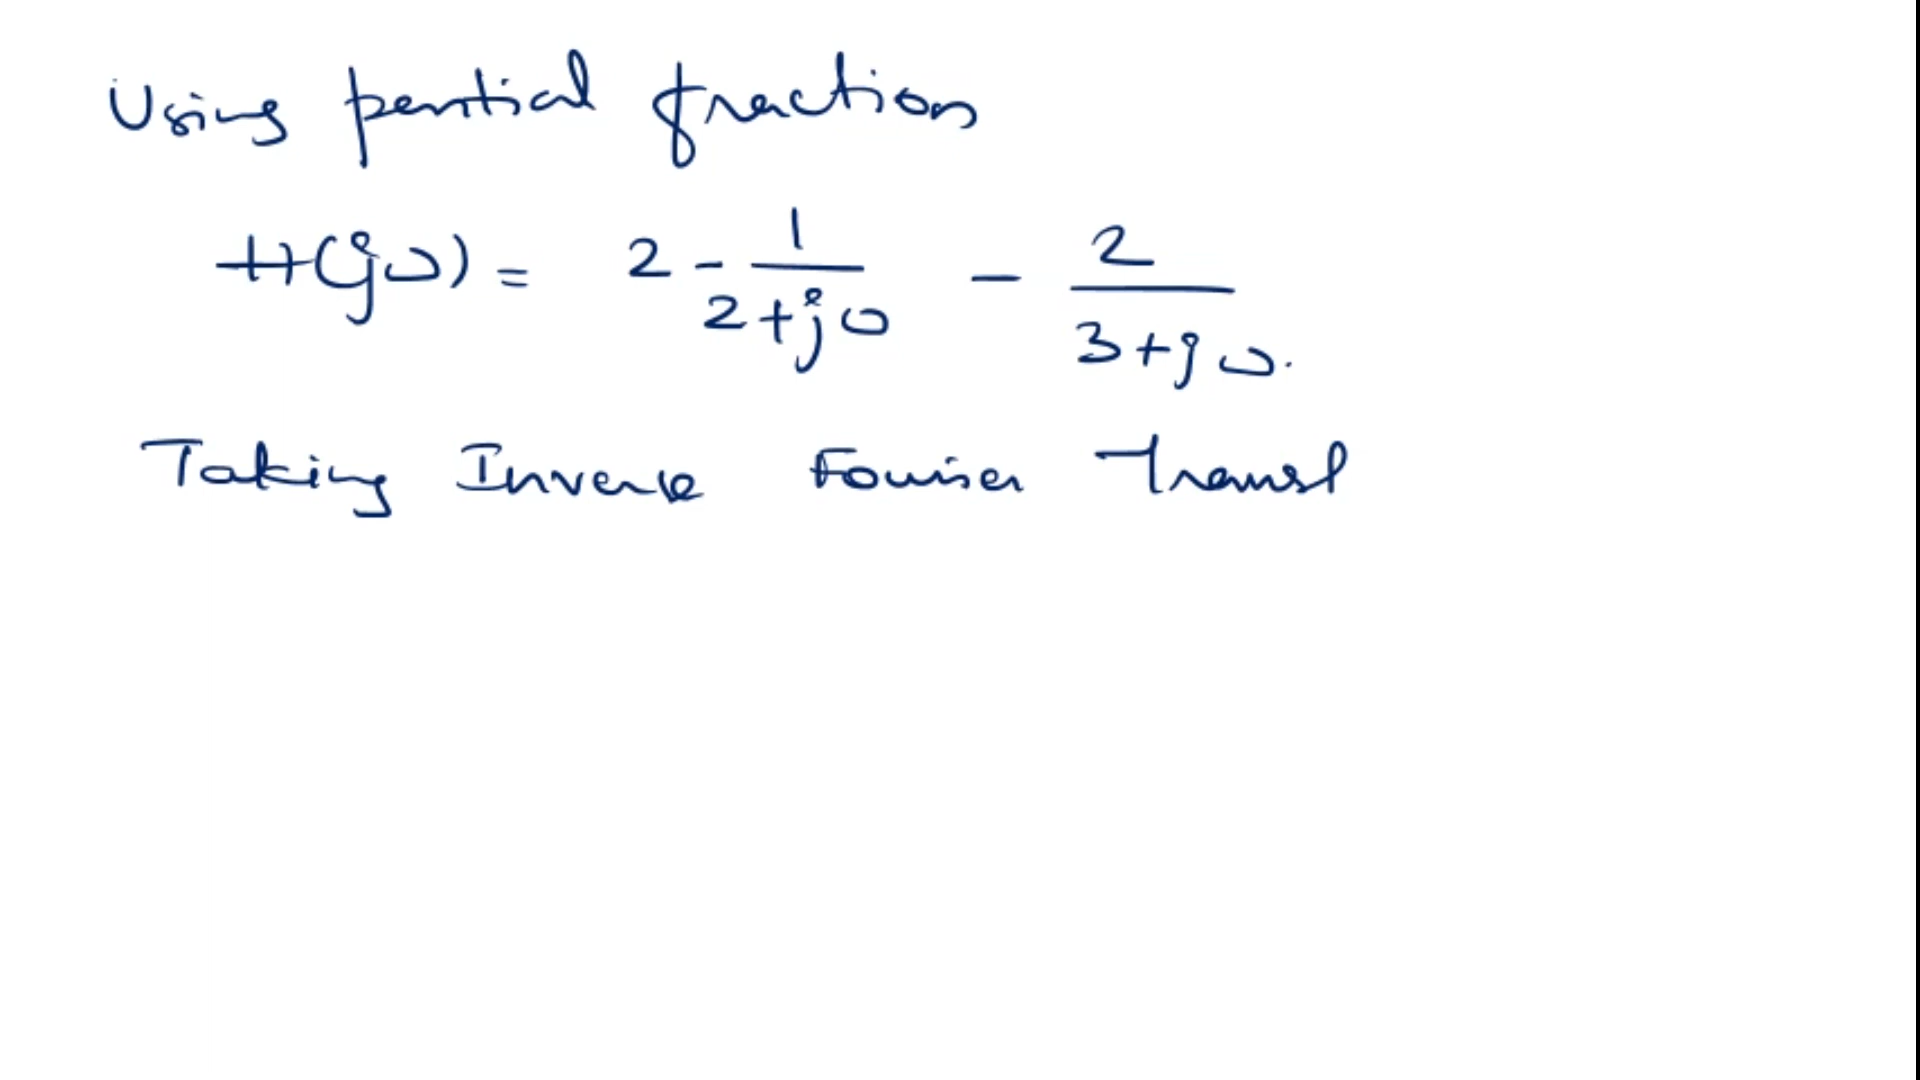 Using partial fraction
H(jω) = 2 - 1/(2+jω) - 2/(3+jω).
Taking Inverse Fourier Transf